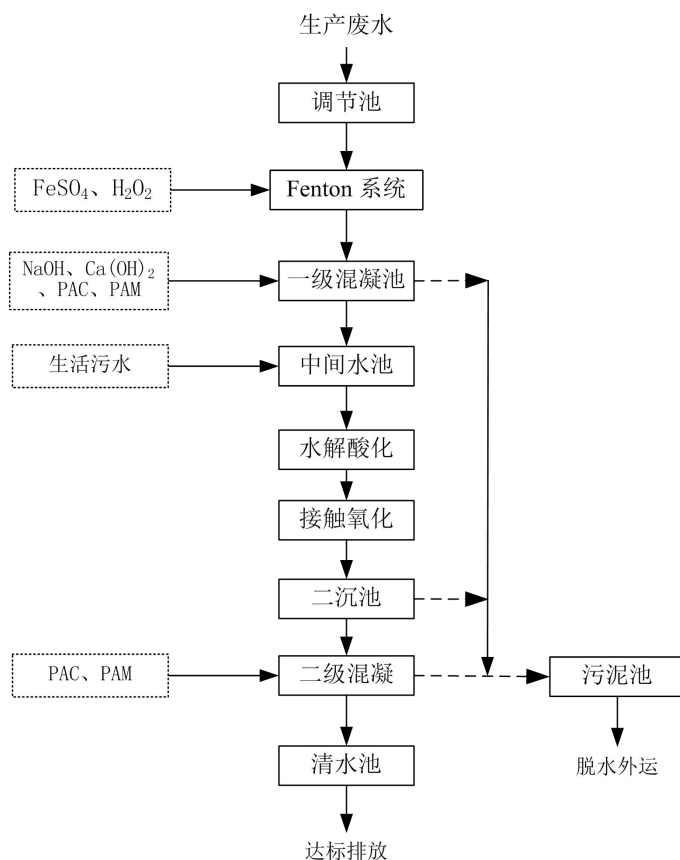 生产废水
调节池
FeSO₄、H₂O₂
Fenton 系统
NaOH、Ca(OH)₂
、PAC、PAM
一级混凝池
生活污水
中间水池
水解酸化
接触氧化
二沉池
PAC、PAM
二级混凝
污泥池
清水池
脱水外运
达标排放